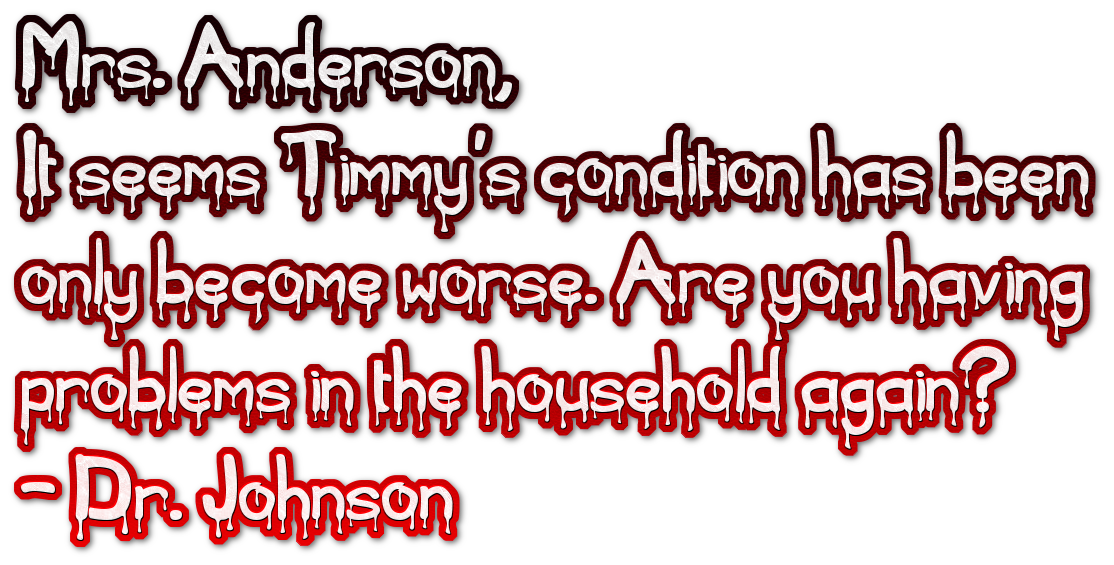 Mrs. Anderson,
It seems Timmy's condition has been
only become worse. Are you having
problems in the household again?
- Dr. Johnson